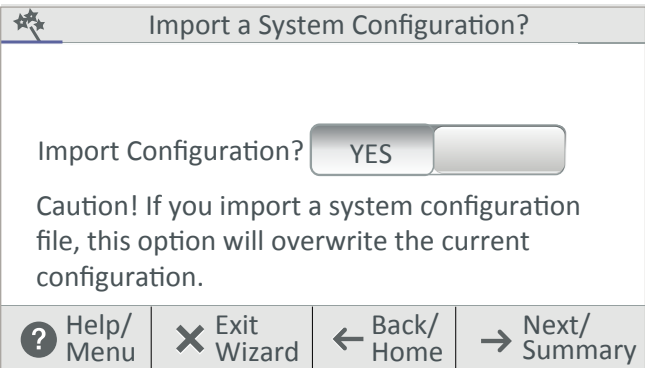 Import a System Configuration?
Import Configuration? YES
Caution! If you import a system configuration
file, this option will overwrite the current
configuration.
? Help/ Exit Back/ Next/
Menu Wizard Home Summary